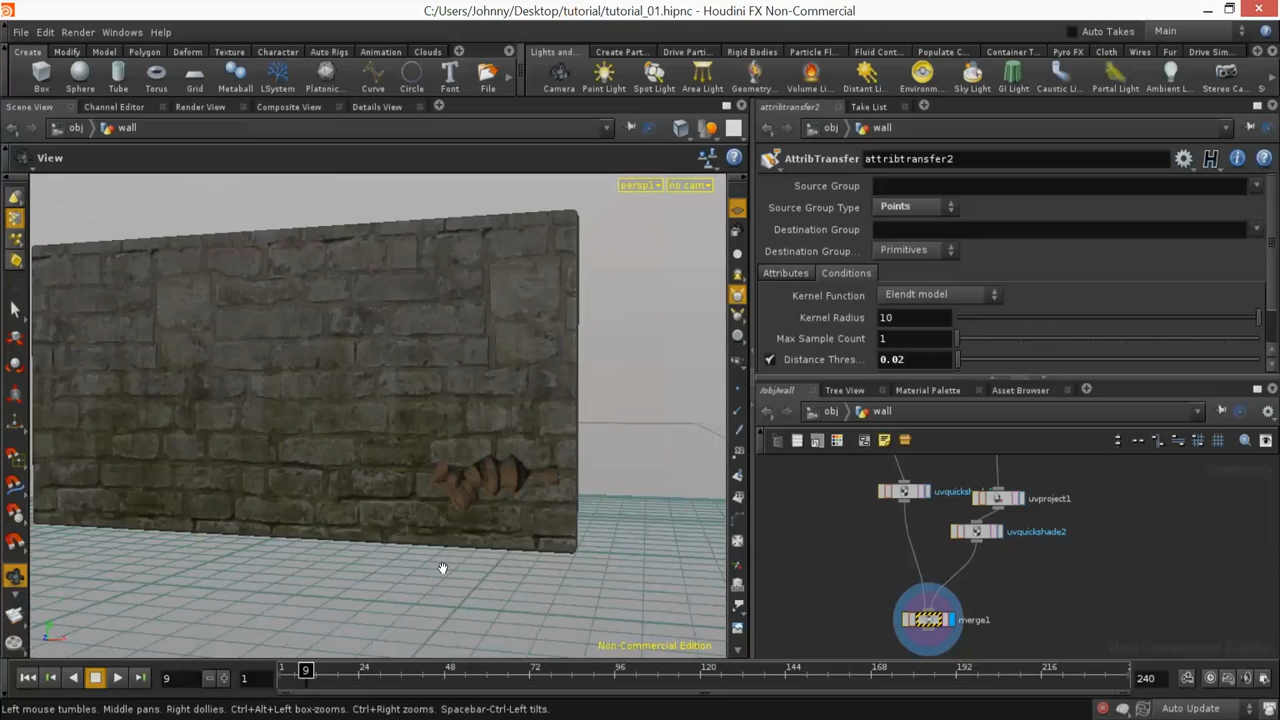 C:/Users/Johnny/Desktop/tutorial/tutorial_01.hipnc - Houdini FX Non-Commercial
File Edit Render Windows Help
Auto Takes Main
Create Modify Model Polygon Deform Texture Character Auto Rigs Animation Clouds
Lights and... Create Part... Drive Parti... Rigid Bodies Particle Fl... Fluid Cont... Populate C... Container T... Pyro FX Cloth Wires Fur Drive Sim...
Box Sphere Tube Torus Grid Metaball LSystem Platonic... Curve Circle Font File
Camera Point Light Spot Light Area Light Geometry... Volume Li... Distant Li... Environm... Sky Light GI Light Caustic Li... Portal Light Ambient L... Stereo Ca...
Scene View Channel Editor Render View Composite View Details View
attribtransfer2 Take List
obj wall
obj wall
View
AttribTransfer attribtransfer2
persp1 no cam
Source Group
Source Group Type Points
Destination Group
Destination Group... Primitives
Attributes Conditions
Kernel Function Elendt model
Kernel Radius 10
Max Sample Count 1
Distance Thres... 0.02
/obj/wall Tree View Material Palette Asset Browser
obj wall
uvproject1
uvquickshade2
merge1
Non-Commercial Edition
9 1 1 9 24 48 72 96 120 144 168 192 216 240
Left mouse tumbles. Middle pans. Right dollies. Ctrl+Alt+Left box-zooms. Ctrl+Right zooms. Spacebar-Ctrl-Left tilts.
Auto Update